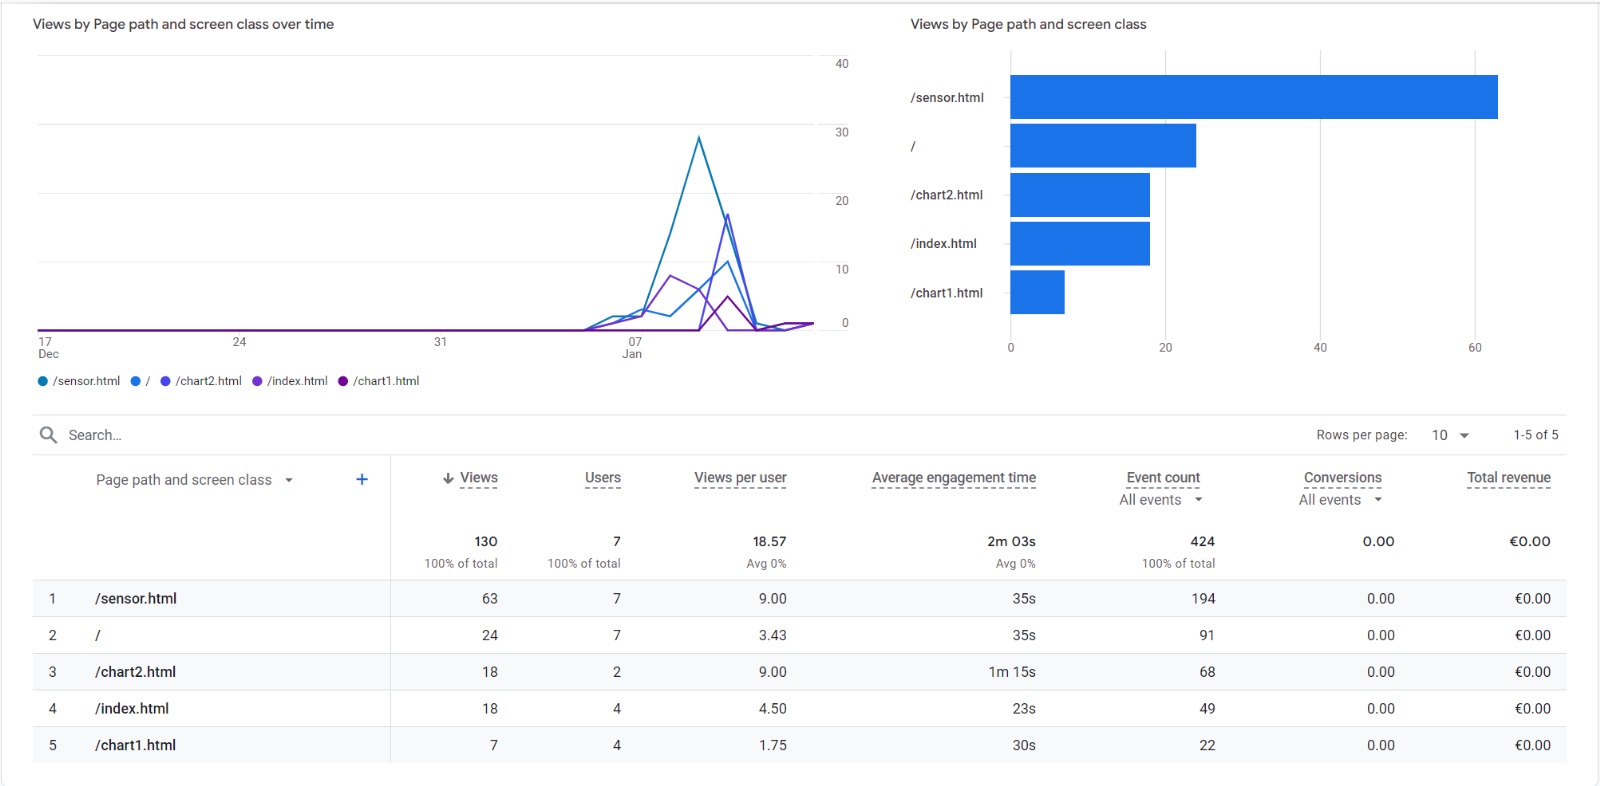 Views by Page path and screen class over time
40
30
20
10
0
17 24 31 07
Dec Jan
/sensor.html / /chart2.html /index.html /chart1.html
Views by Page path and screen class
/sensor.html
/
/chart2.html
/index.html
/chart1.html
0 20 40 60
Search... Rows per page: 10 1-5 of 5
Page path and screen class + ↓ Views Users Views per user Average engagement time Event count Conversions Total revenue
All events All events
130 7 18.57 2m 03s 424 0.00 €0.00
100% of total 100% of total Avg 0% Avg 0% 100% of total
1 /sensor.html 63 7 9.00 35s 194 0.00 €0.00
2 / 24 7 3.43 35s 91 0.00 €0.00
3 /chart2.html 18 2 9.00 1m 15s 68 0.00 €0.00
4 /index.html 18 4 4.50 23s 49 0.00 €0.00
5 /chart1.html 7 4 1.75 30s 22 0.00 €0.00